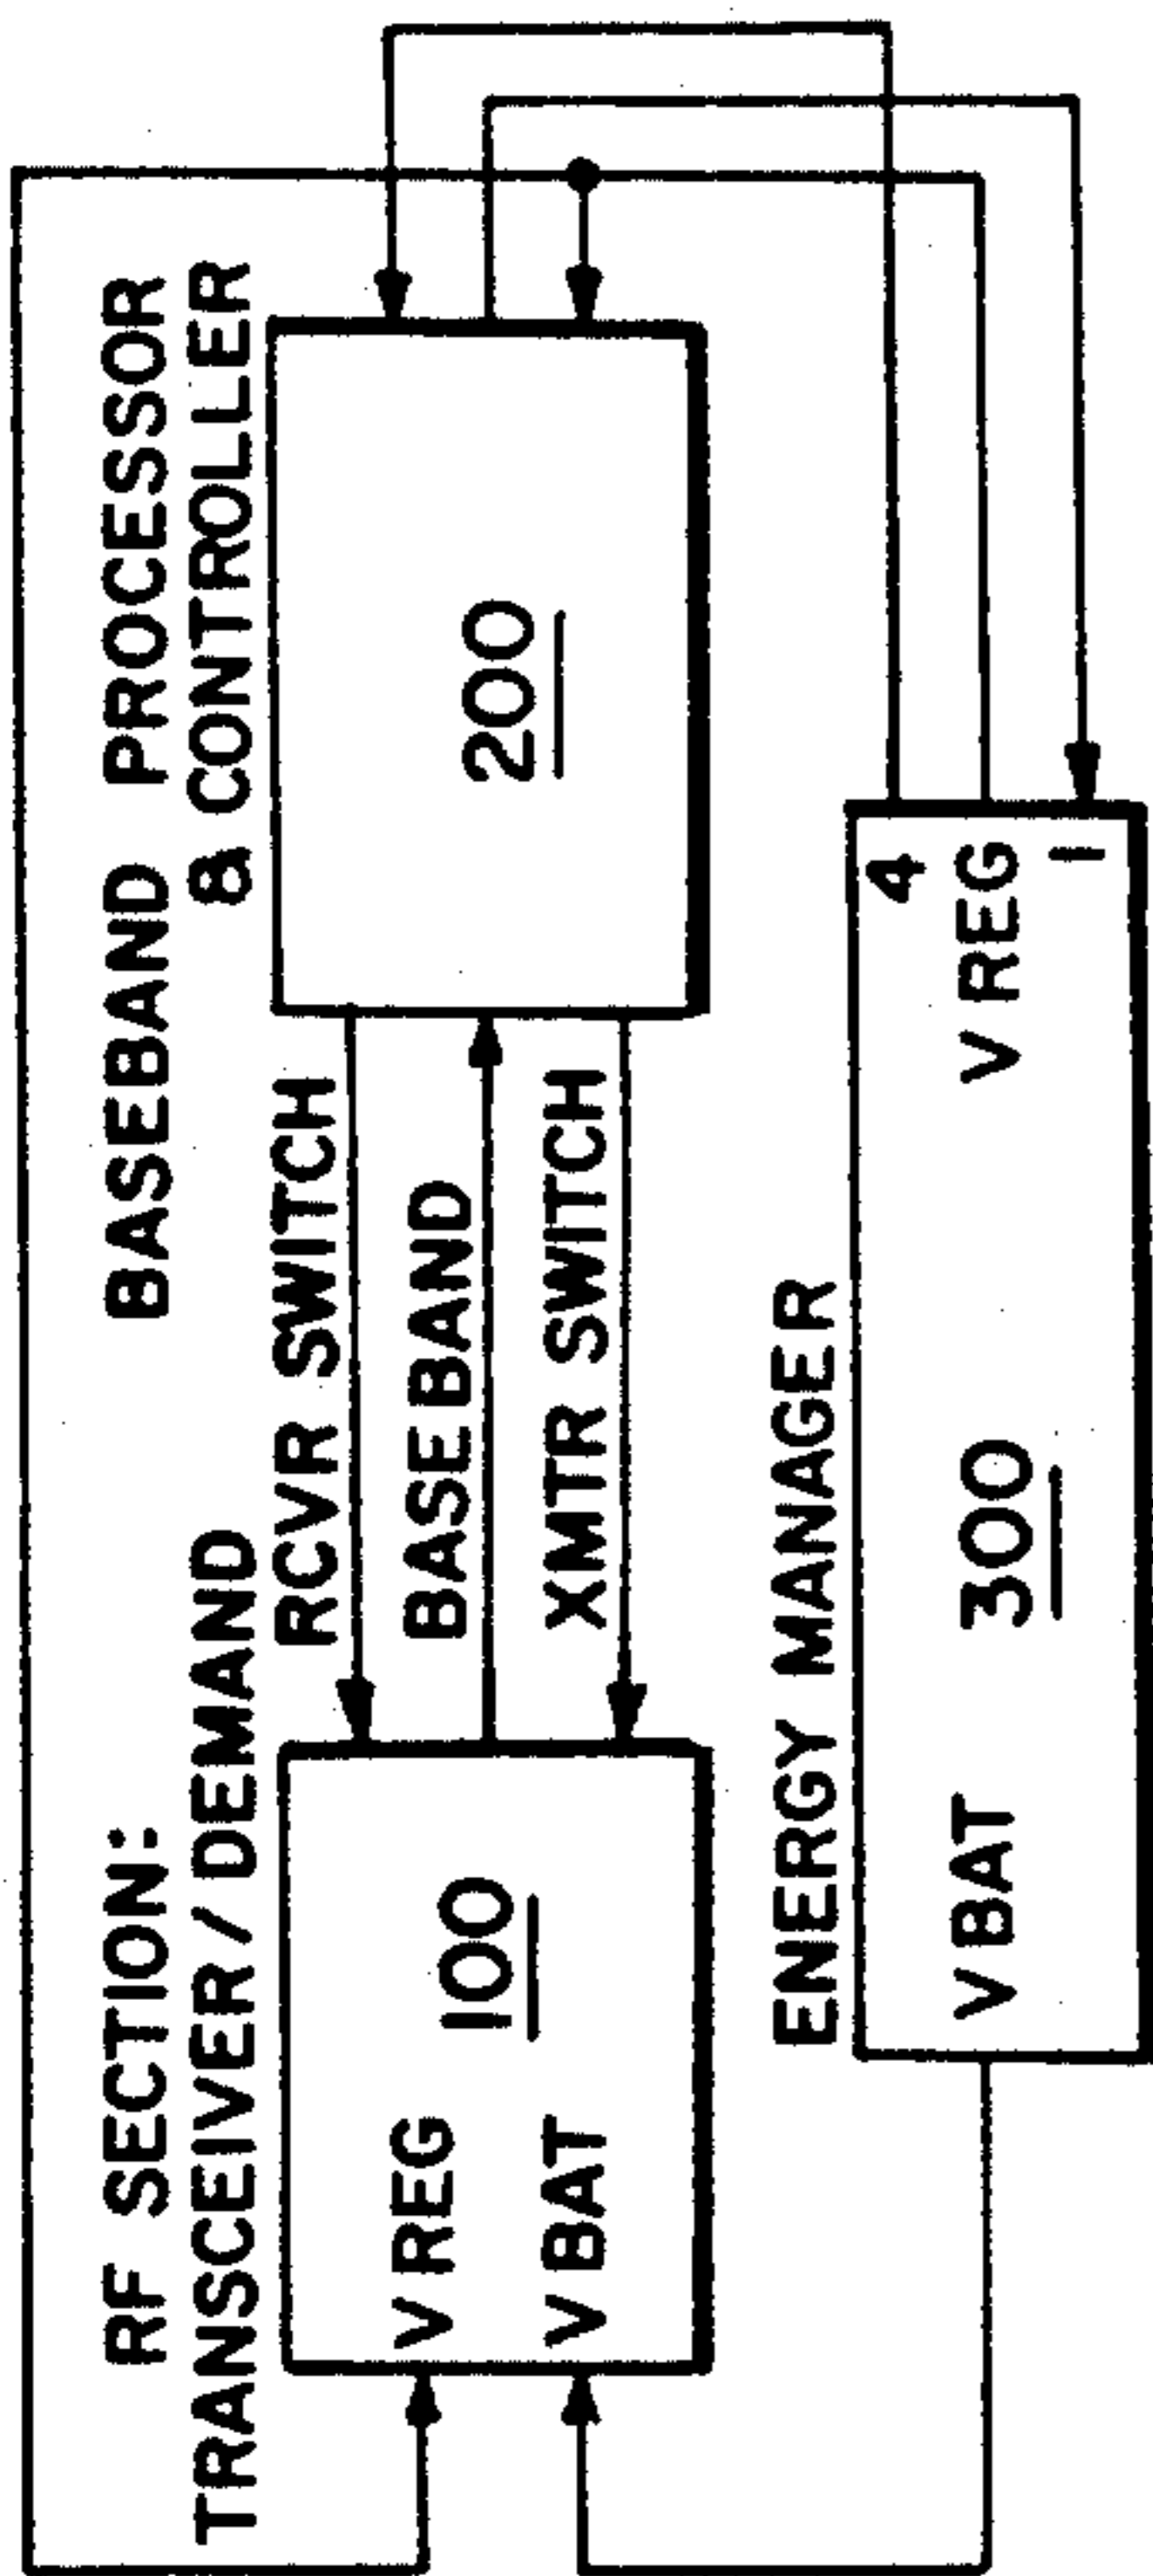 RF SECTION:
TRANSCEIVER / DEMAND
BASEBAND PROCESSOR
& CONTROLLER
RCVR SWITCH
BASE BAND
XMTR SWITCH
V REG
100
V BAT
200
ENERGY MANAGER
4
V BAT
300
V REG
1